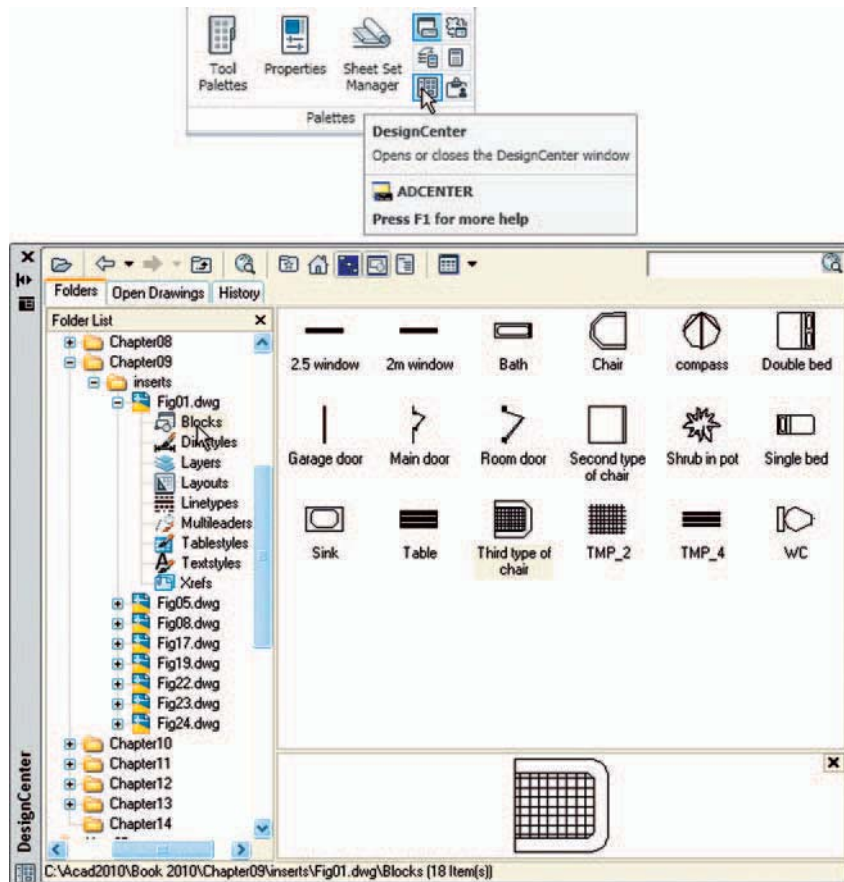 Tool
Palettes
Properties
Sheet Set
Manager
Palettes
DesignCenter
Opens or closes the DesignCenter window
ADCENTER
Press F1 for more help
Folders
Open Drawings
History
Folder List
Chapter08
Chapter09
inserts
Fig01.dwg
Blocks
Dimstyles
Layers
Layouts
Linetypes
Multileaders
Tablestyles
Textstyles
Xrefs
Fig05.dwg
Fig08.dwg
Fig17.dwg
Fig19.dwg
Fig22.dwg
Fig23.dwg
Fig24.dwg
Chapter10
Chapter11
Chapter12
Chapter13
Chapter14
2.5 window
2m window
Bath
Chair
compass
Double bed
Garage door
Main door
Room door
Second type
of chair
Shrub in pot
Single bed
Sink
Table
Third type of
chair
TMP_2
TMP_4
WC
DesignCenter
C:\Acad2010\Book 2010\Chapter09\inserts\Fig01.dwg\Blocks (18 Item(s))